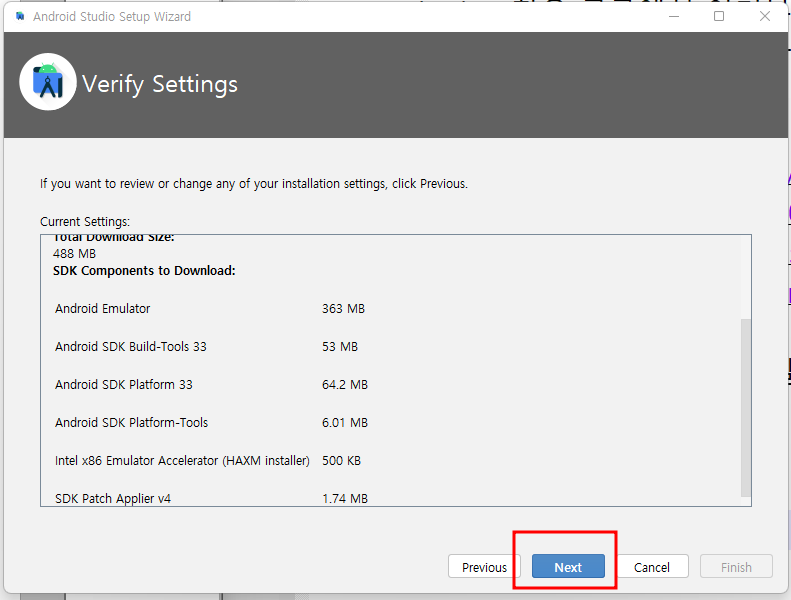 Android Studio Setup Wizard
Verify Settings
If you want to review or change any of your installation settings, click Previous.
Current Settings:
Total Download Size:
488 MB
SDK Components to Download:
Android Emulator 363 MB
Android SDK Build-Tools 33 53 MB
Android SDK Platform 33 64.2 MB
Android SDK Platform-Tools 6.01 MB
Intel x86 Emulator Accelerator (HAXM installer) 500 KB
SDK Patch Applier v4 1.74 MB
Previous Next Cancel Finish